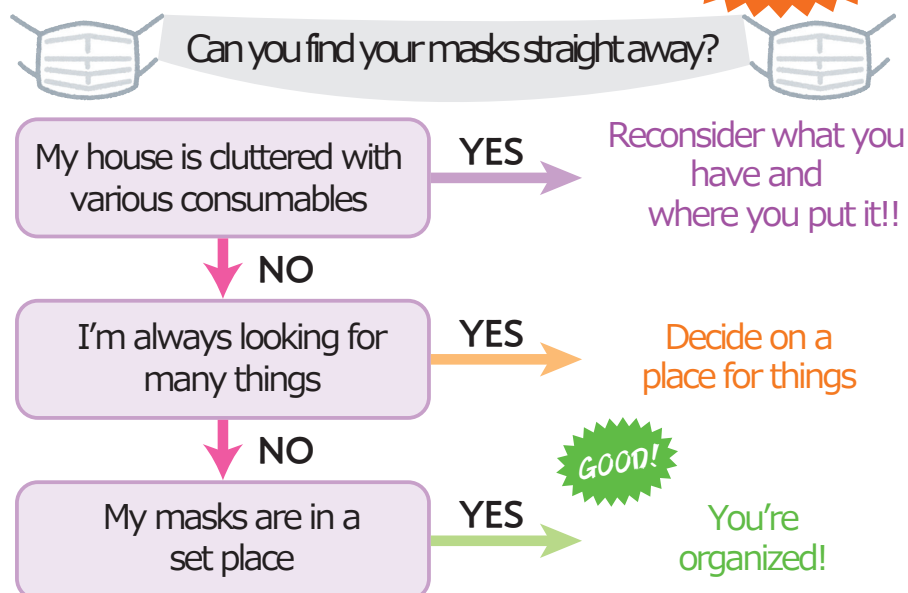 Can you find your masks straight away?
My house is cluttered with
various consumables
YES
Reconsider what you
have and
where you put it!!
NO
I'm always looking for
many things
YES
Decide on a
place for things
NO
GOOD!
My masks are in a
set place
YES
You're
organized!